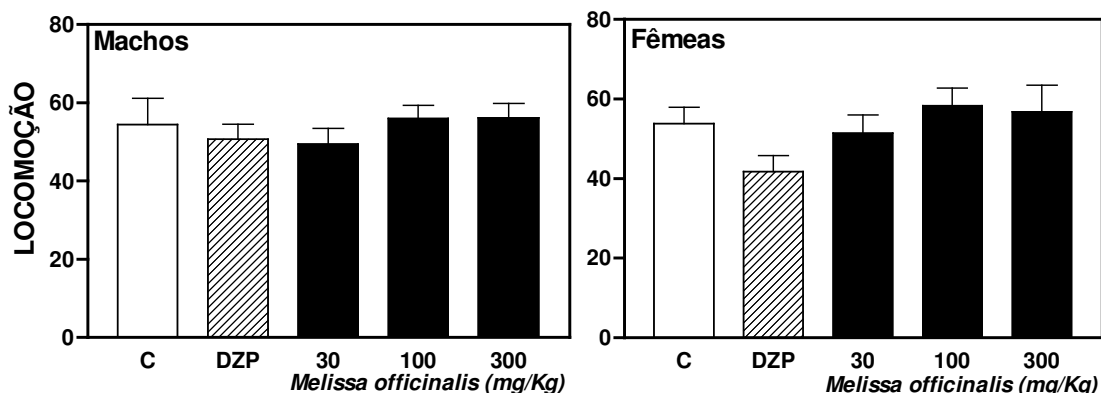 Machos
LOCOMOÇÃO
80
60
40
20
0
C DZP 30 100 300
Melissa officinalis (mg/Kg)
Fêmeas
80
60
40
20
0
C DZP 30 100 300
Melissa officinalis (mg/Kg)